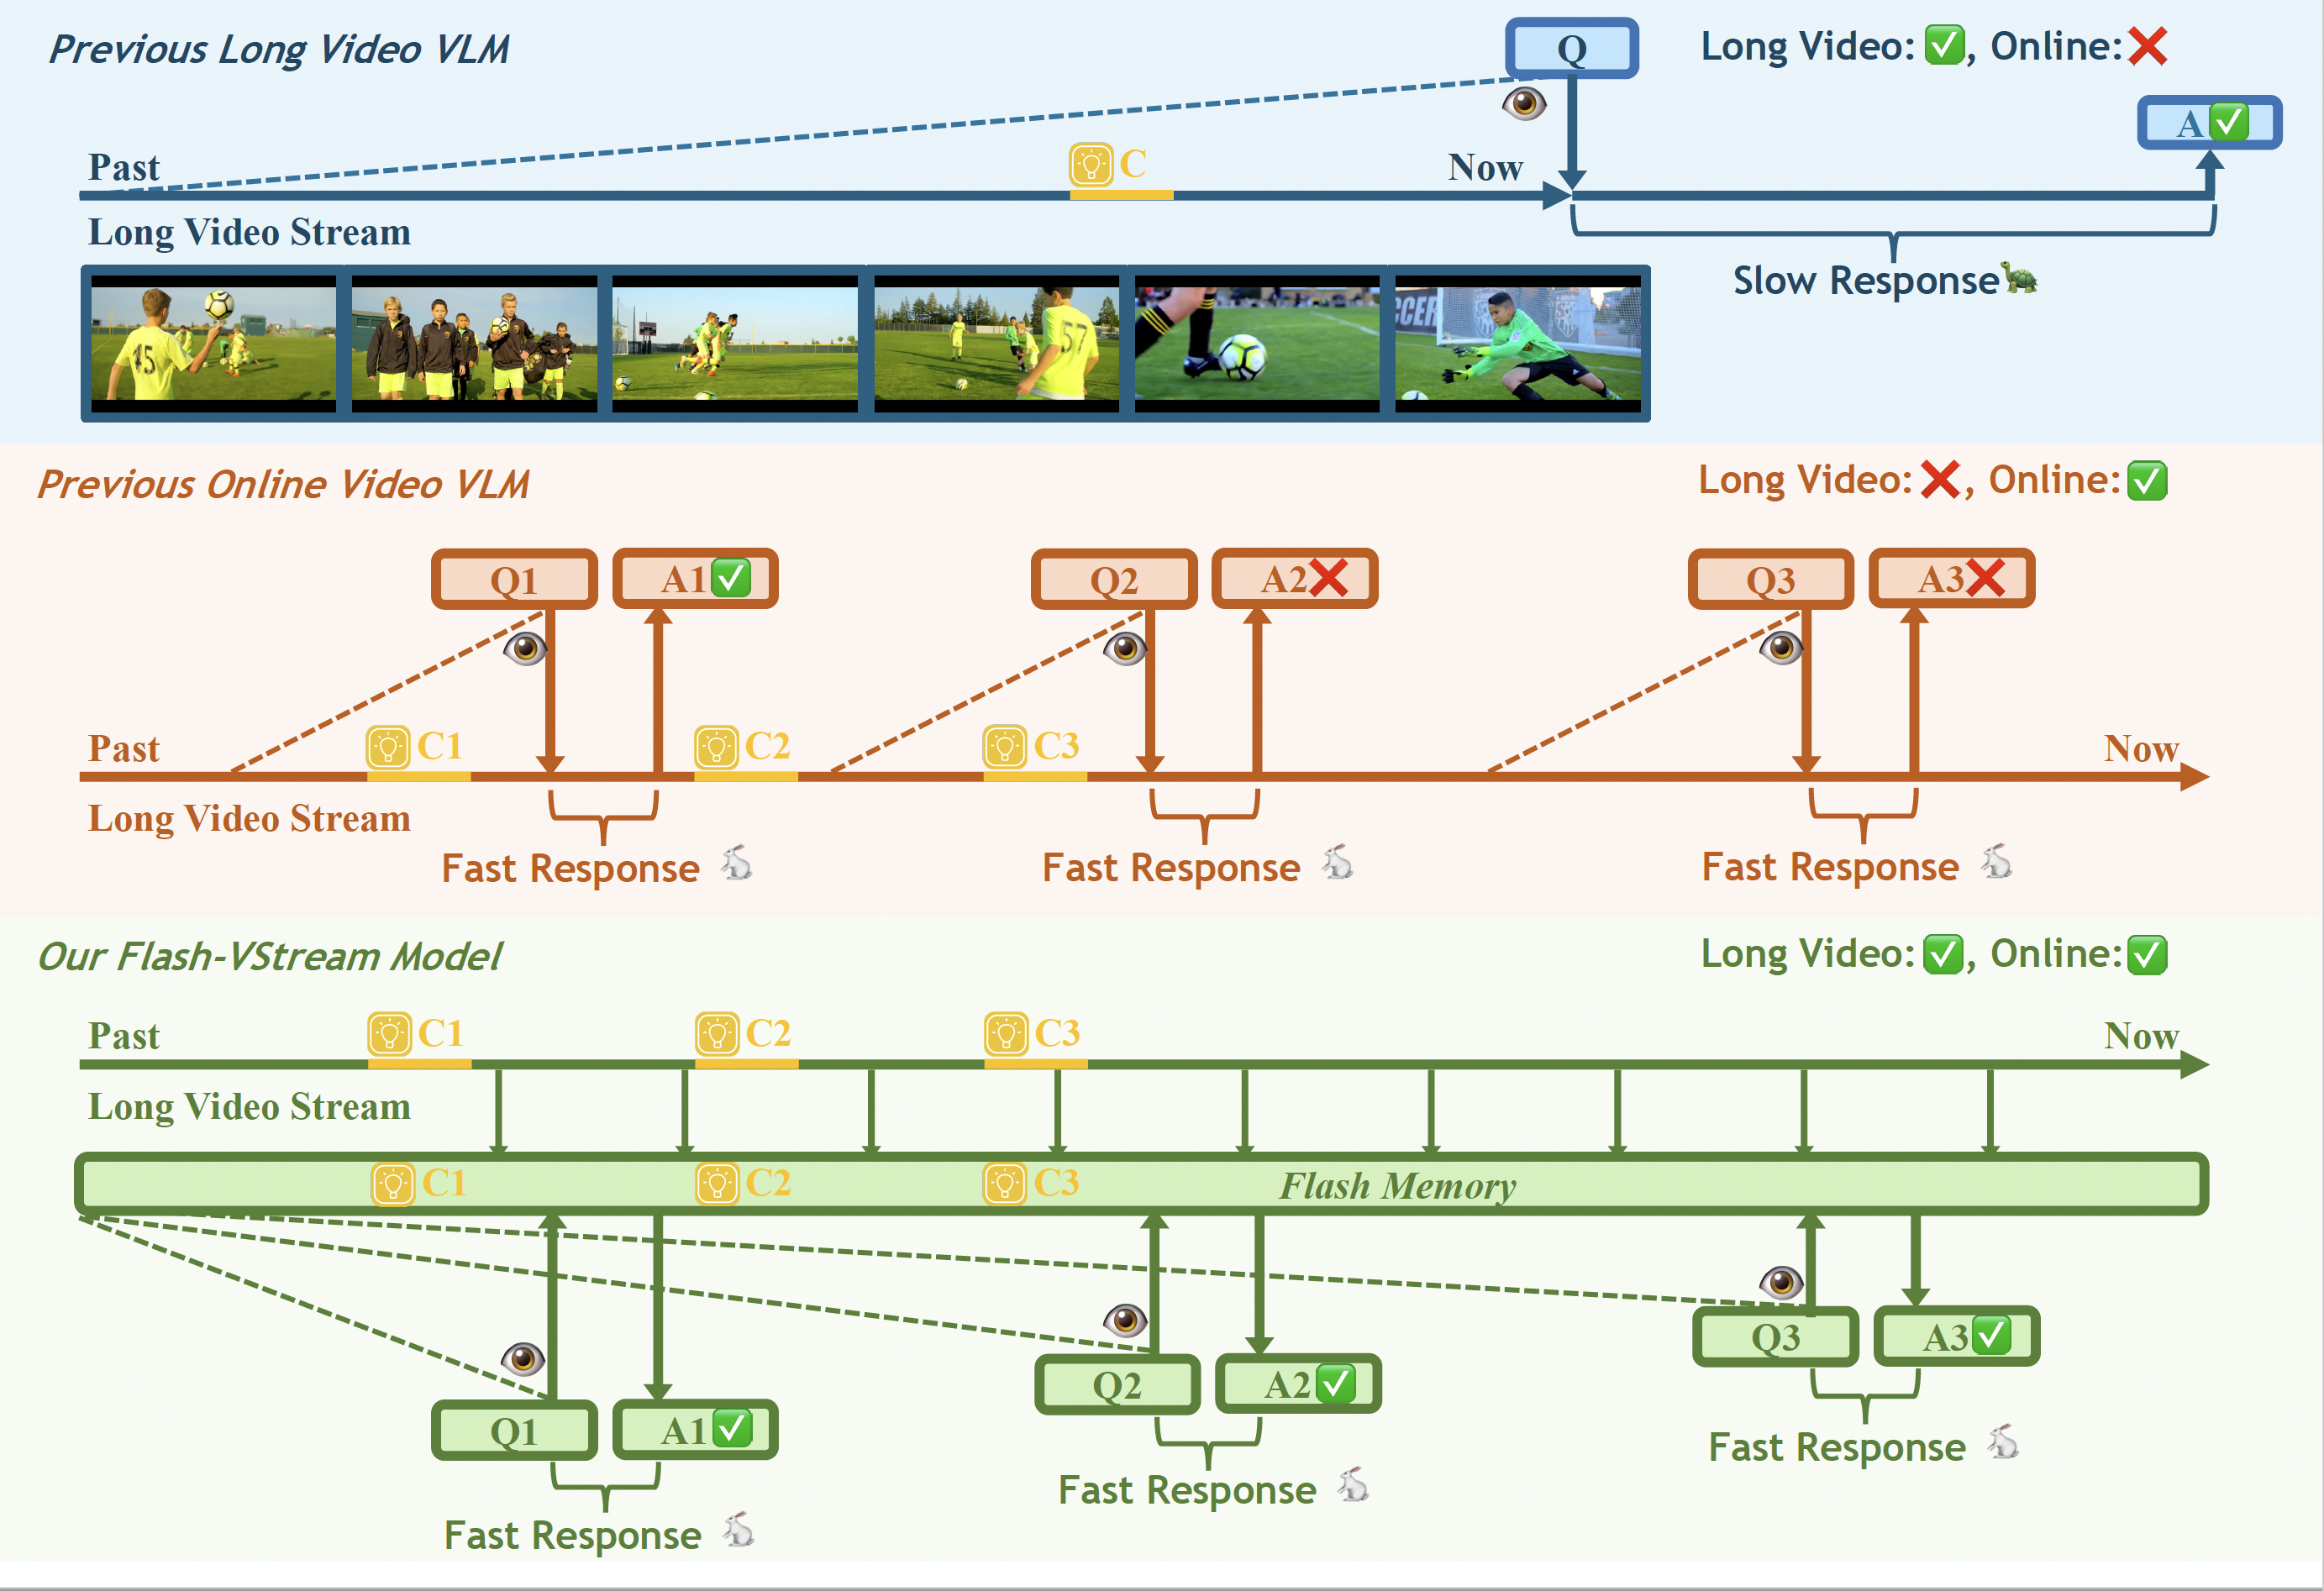 Previous Long Video VLM
Q
Long Video: ✅, Online: ❌
A ✅
Past
C
Now
Long Video Stream
Slow Response
45
57
CCER
Previous Online Video VLM
Long Video: ❌, Online: ✅
Q1
A1 ✅
Q2
A2 ❌
Q3
A3 ❌
Past
C1
C2
C3
Now
Long Video Stream
Fast Response
Fast Response
Fast Response
Our Flash-VStream Model
Long Video: ✅, Online: ✅
Past
C1
C2
C3
Now
Long Video Stream
C1
C2
C3
Flash Memory
Q3
A3 ✅
Q2
A2 ✅
Q1
A1 ✅
Fast Response
Fast Response
Fast Response